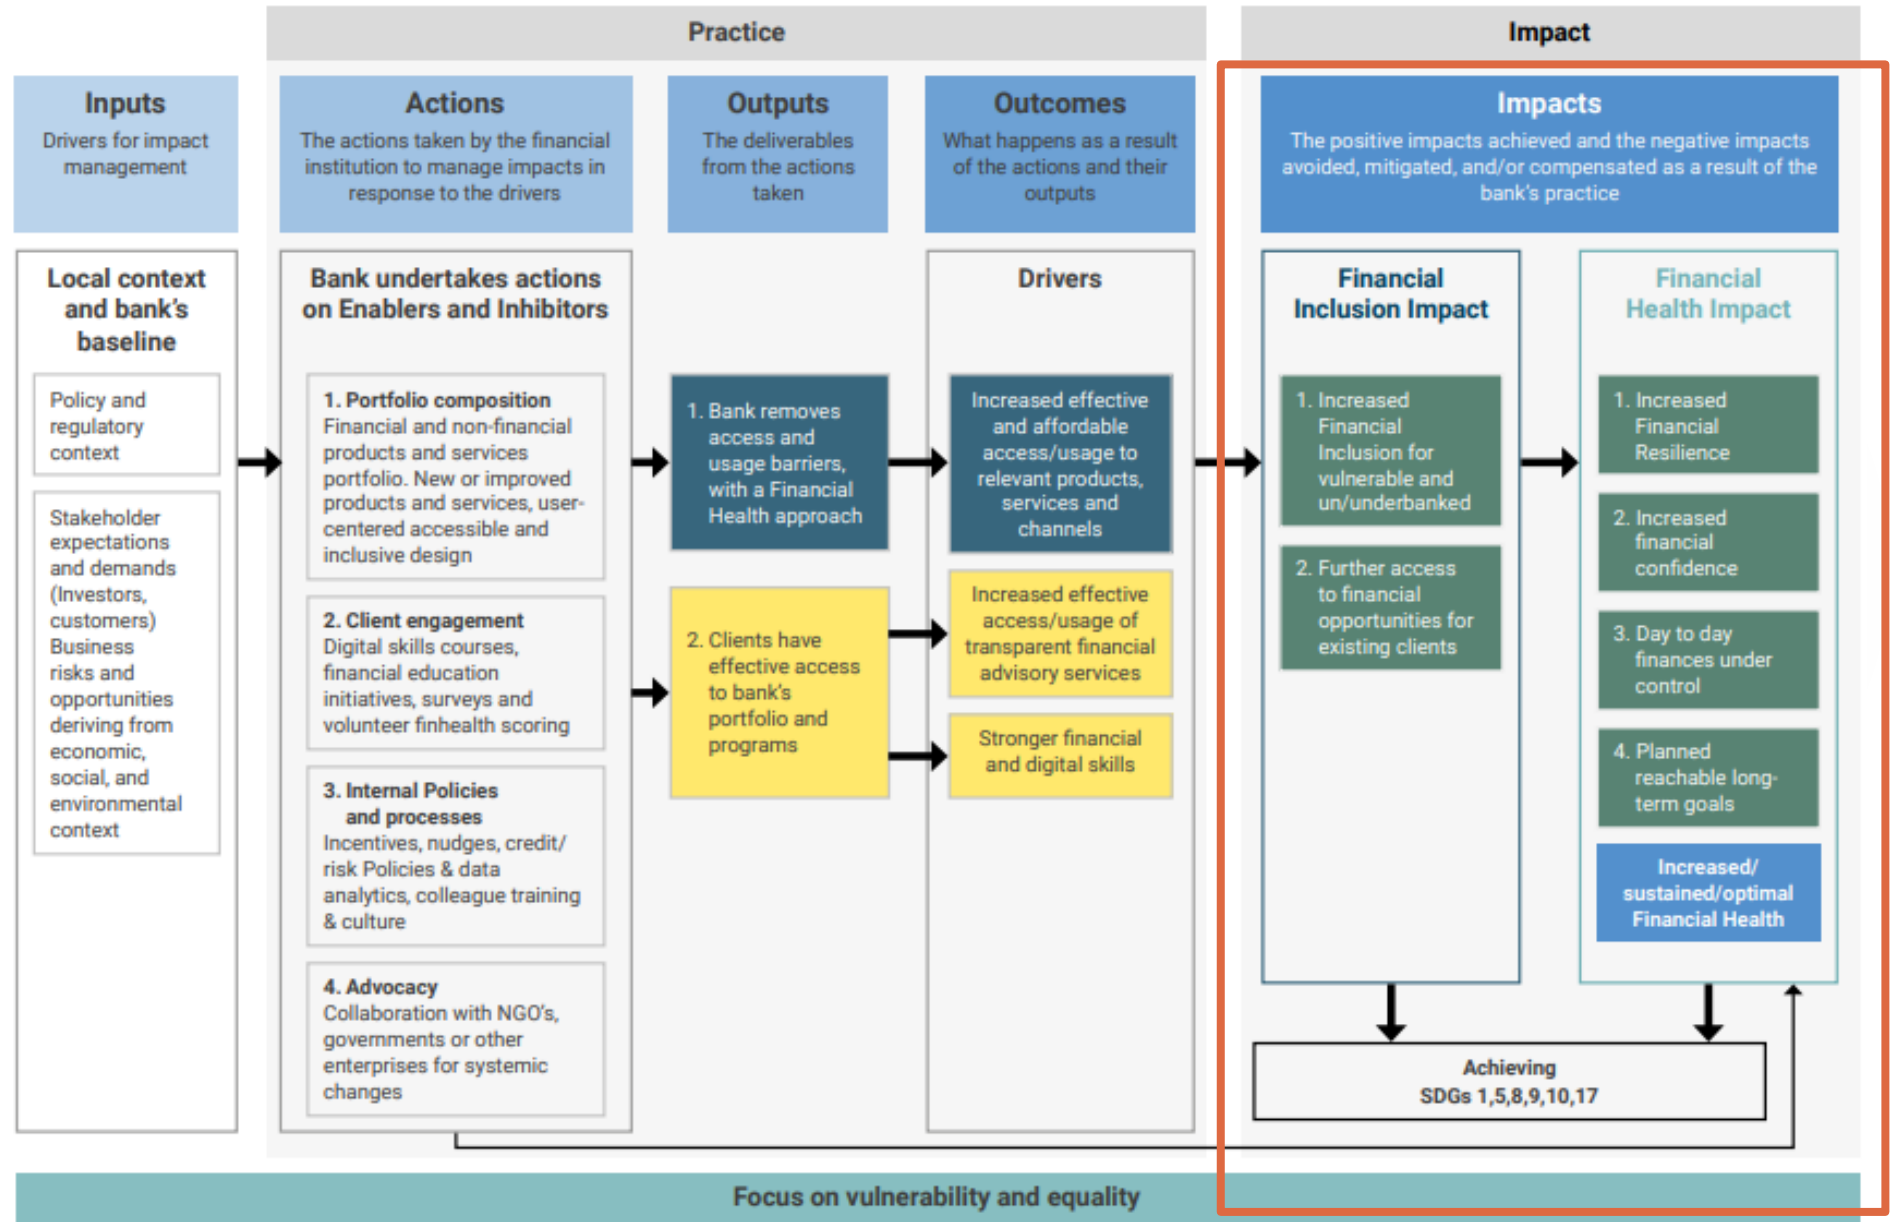 Practice
Impact
Inputs
Drivers for impact
management
Actions
The actions taken by the financial
institution to manage impacts in
response to the drivers
Outputs
The deliverables
from the actions
taken
Outcomes
What happens as a result
of the actions and their
outputs
Impacts
The positive impacts achieved and the negative impacts
avoided, mitigated, and/or compensated as a result of the
bank's practice
Local context
and bank's
baseline
Policy and
regulatory
context
Stakeholder
expectations
and demands
(Investors,
customers)
Business
risks and
opportunities
deriving from
economic,
social, and
environmental
context
Bank undertakes actions
on Enablers and Inhibitors
1. Portfolio composition
Financial and non-financial
products and services
portfolio. New or improved
products and services, user-
centered accessible and
inclusive design
2. Client engagement
Digital skills courses,
financial education
initiatives, surveys and
volunteer finhealth scoring
3. Internal Policies
and processes
Incentives, nudges, credit/
risk Policies & data
analytics, colleague training
& culture
4. Advocacy
Collaboration with NGO's,
governments or other
enterprises for systemic
changes
1. Bank removes
access and
usage barriers,
with a Financial
Health approach
2. Clients have
effective access
to bank's
portfolio and
programs
Drivers
Increased effective
and affordable
access/usage to
relevant products,
services and
channels
Increased effective
access/usage of
transparent financial
advisory services
Stronger financial
and digital skills
Financial
Inclusion Impact
1. Increased
Financial
Inclusion for
vulnerable and
un/underbanked
2. Further access
to financial
opportunities for
existing clients
Financial
Health Impact
1. Increased
Financial
Resilience
2. Increased
financial
confidence
3. Day to day
finances under
control
4. Planned
reachable long-
term goals
Increased/
sustained/optimal
Financial Health
Achieving
SDGs 1,5,8,9,10,17
Focus on vulnerability and equality